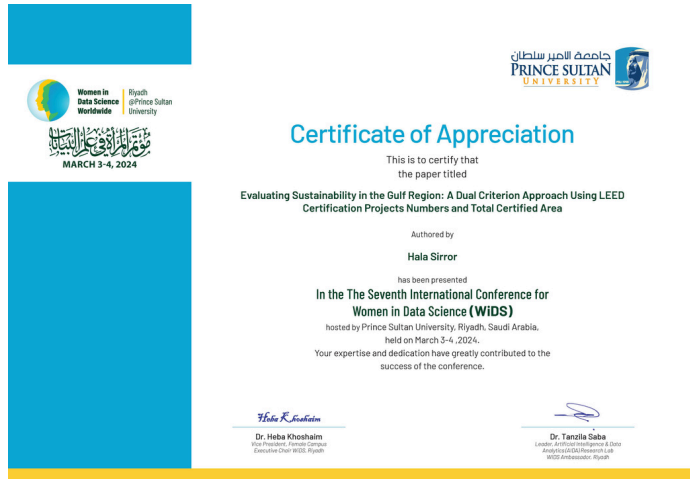 Women in
Data Science
Worldwide
Riyadh
@Prince Sultan
University
مؤتمر المرأة في علم البيانات
MARCH 3-4, 2024
جامعة الأمير سلطان
PRINCE SULTAN
UNIVERSITY
Certificate of Appreciation
This is to certify that
the paper titled
Evaluating Sustainability in the Gulf Region: A Dual Criterion Approach Using LEED
Certification Projects Numbers and Total Certified Area
Authored by
Hala Sirror
has been presented
In the The Seventh International Conference for
Women in Data Science (WiDS)
hosted by Prince Sultan University, Riyadh, Saudi Arabia,
held on March 3-4 ,2024.
Your expertise and dedication have greatly contributed to the
success of the conference.
Heba Khoshaim
Dr. Heba Khoshaim
Vice President, Female Campus
Executive Chair WiDS, Riyadh
Dr. Tanzila Saba
Leader, Artificial Intelligence & Data
Analytics (AIDA) Research Lab
WiDS Ambassador, Riyadh